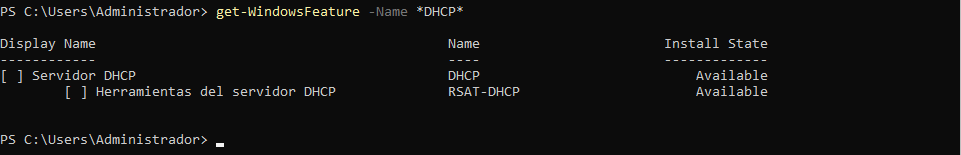 PS C:\Users\Administrador> get-WindowsFeature -Name *DHCP*
Display Name Name Install State
------------ ---- -------------
[ ] Servidor DHCP DHCP Available
[ ] Herramientas del servidor DHCP RSAT-DHCP Available
PS C:\Users\Administrador>